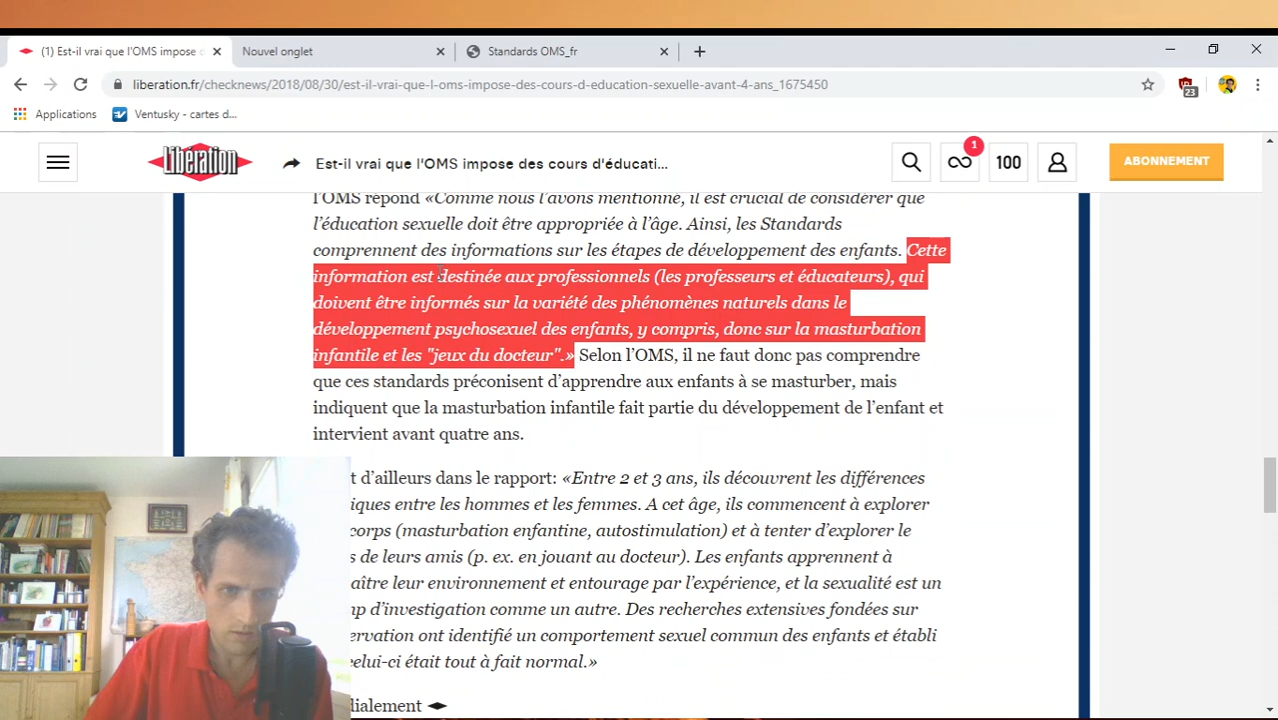 (1) Est-il vrai que l'OMS impose d
Nouvel onglet
Standards OMS_fr
liberation.fr/checknews/2018/08/30/est-il-vrai-que-l-oms-impose-des-cours-d-education-sexuelle-avant-4-ans_1675450
23
Applications
Ventusky - cartes d...
Libération
Est-il vrai que l'OMS impose des cours d'éducati...
1
100
ABONNEMENT
l'OMS répond «Comme nous l'avons mentionné, il est crucial de considérer que
l'éducation sexuelle doit être appropriée à l'âge. Ainsi, les Standards
comprennent des informations sur les étapes de développement des enfants. Cette
information est destinée aux professionnels (les professeurs et éducateurs), qui
doivent être informés sur la variété des phénomènes naturels dans le
développement psychosexuel des enfants, y compris, donc sur la masturbation
infantile et les "jeux du docteur".» Selon l'OMS, il ne faut donc pas comprendre
que ces standards préconisent d'apprendre aux enfants à se masturber, mais
indiquent que la masturbation infantile fait partie du développement de l'enfant et
intervient avant quatre ans.
t d'ailleurs dans le rapport: «Entre 2 et 3 ans, ils découvrent les différences
iques entre les hommes et les femmes. A cet âge, ils commencent à explorer
corps (masturbation enfantine, autostimulation) et à tenter d'explorer le
s de leurs amis (p. ex. en jouant au docteur). Les enfants apprennent à
aître leur environnement et entourage par l'expérience, et la sexualité est un
p d'investigation comme un autre. Des recherches extensives fondées sur
ervation ont identifié un comportement sexuel commun des enfants et établi
celui-ci était tout à fait normal.»
dialement